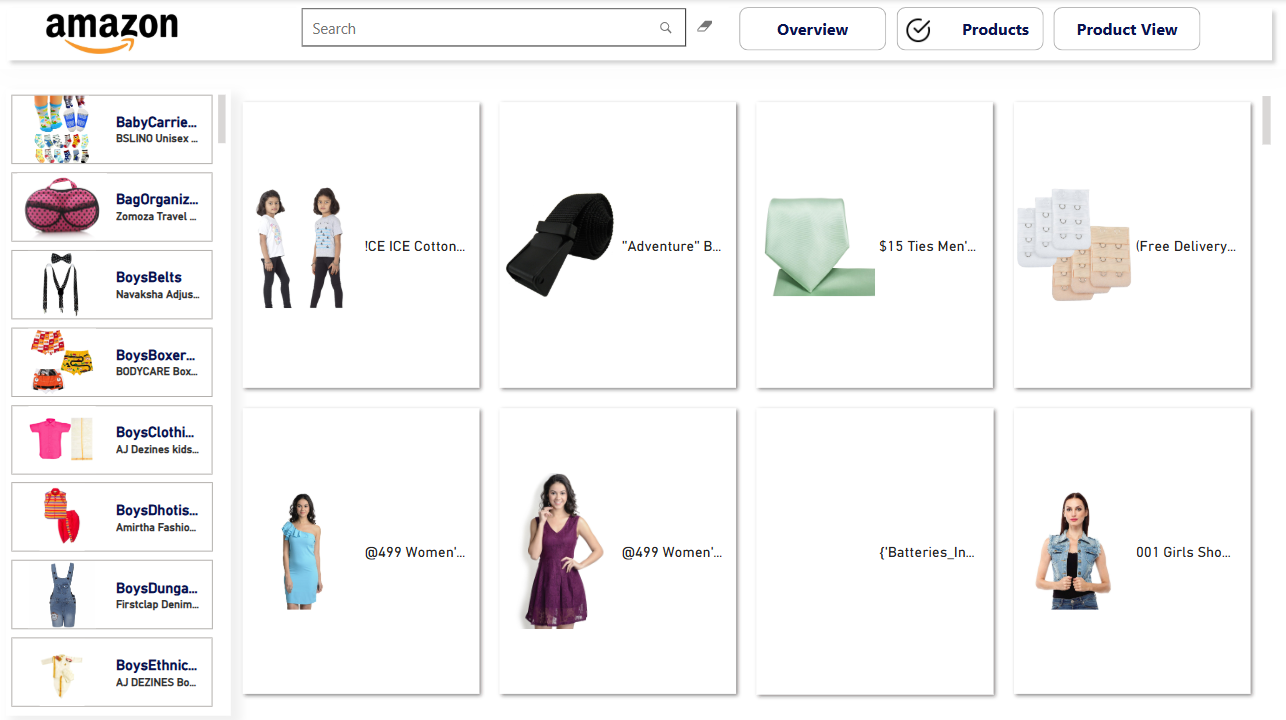 amazon
Search
Overview
Products
Product View
BabyCarrie...
BSLINO Unisex ...
BagOrganiz...
Zomoza Travel ...
BoysBelts
Navaksha Adjus...
BoysBoxer...
BODYCARE Box...
BoysClothi...
AJ Dezines kids...
BoysDhotis...
Amirtha Fashio...
BoysDunga...
Firstclap Denim...
BoysEthnic...
AJ DEZINES Bo...
!CE ICE Cotton...
"Adventure" B...
$15 Ties Men'...
(Free Delivery...
@499 Women'...
@499 Women'...
{'Batteries_In...
001 Girls Sho...